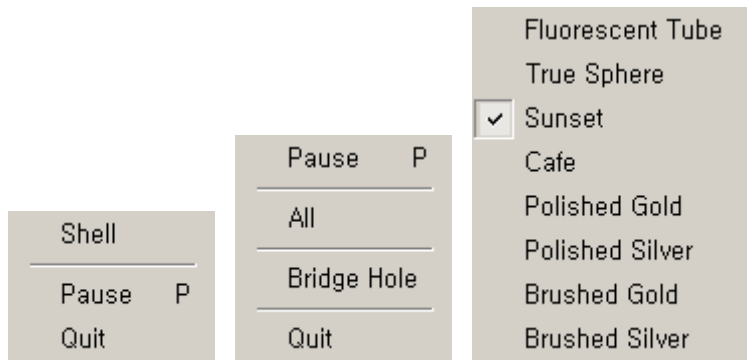 Shell
Pause P
Quit
Pause P
All
Bridge Hole
Quit
Fluorescent Tube
True Sphere
Sunset
Cafe
Polished Gold
Polished Silver
Brushed Gold
Brushed Silver